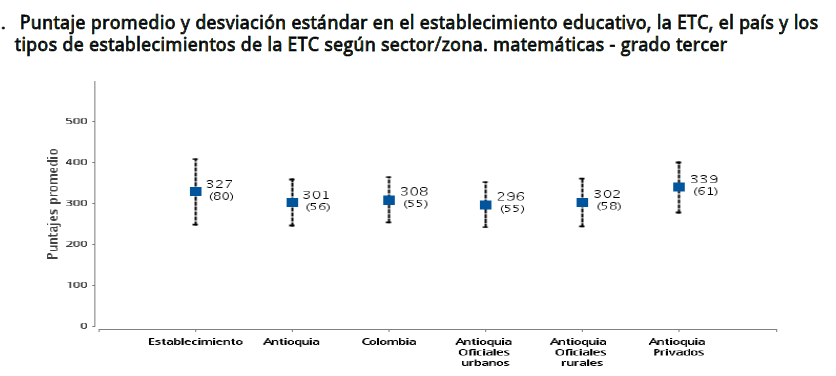 . Puntaje promedio y desviación estándar en el establecimiento educativo, la ETC, el país y los
tipos de establecimientos de la ETC según sector/zona. matemáticas - grado tercer
Puntajes promedio
500
400
300
200
100
0
327
(80)
301
(56)
308
(55)
296
(55)
302
(58)
339
(61)
Establecimiento
Antioquia
Colombia
Antioquia
Oficiales
urbanos
Antioquia
Oficiales
rurales
Antioquia
Privados